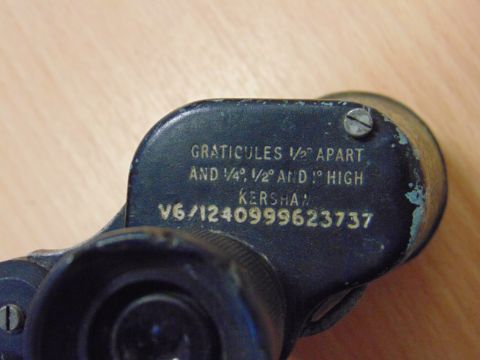 GRATICULES 1/2° APART
AND 1/4°, 1/2° AND 1° HIGH
KERSHAW
V6/1240999623737